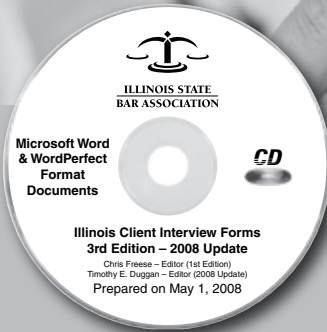 ILLINOIS STATE
BAR ASSOCIATION
Microsoft Word
& WordPerfect
Format
Documents
CD
Illinois Client Interview Forms
3rd Edition – 2008 Update
Chris Freese – Editor (1st Edition)
Timothy E. Duggan – Editor (2008 Update)
Prepared on May 1, 2008